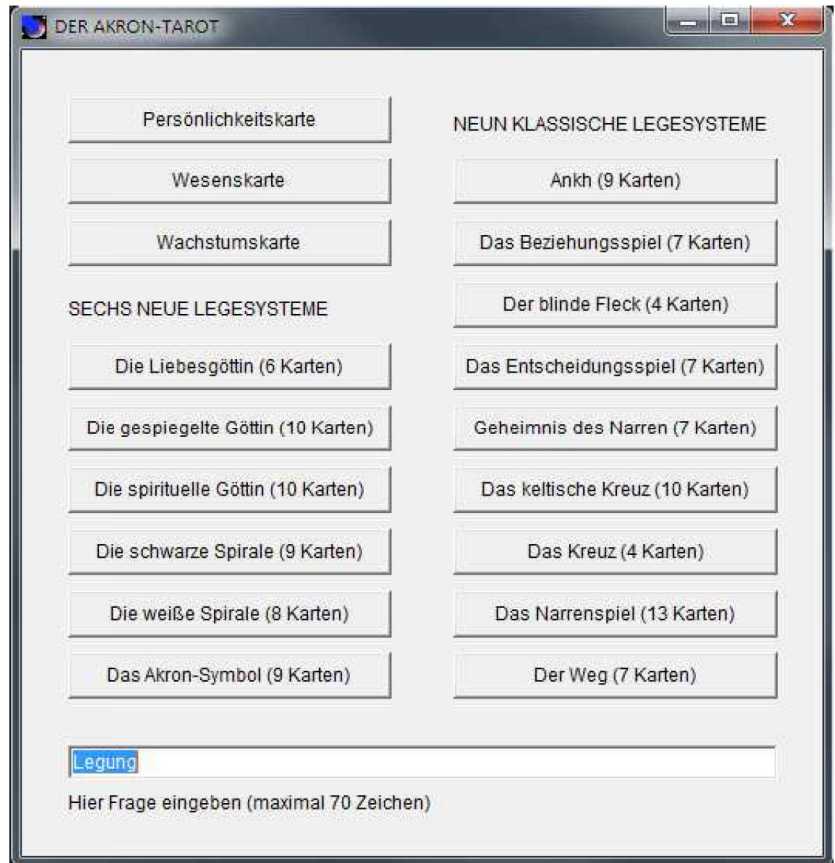 DER AKRON-TAROT
Persönlichkeitskarte
Wesenskarte
Wachstumskarte
SECHS NEUE LEGESYSTEME
Die Liebesgöttin (6 Karten)
Die gespiegelte Göttin (10 Karten)
Die spirituelle Göttin (10 Karten)
Die schwarze Spirale (9 Karten)
Die weiße Spirale (8 Karten)
Das Akron-Symbol (9 Karten)
NEUN KLASSISCHE LEGESYSTEME
Ankh (9 Karten)
Das Beziehungsspiel (7 Karten)
Der blinde Fleck (4 Karten)
Das Entscheidungsspiel (7 Karten)
Geheimnis des Narren (7 Karten)
Das keltische Kreuz (10 Karten)
Das Kreuz (4 Karten)
Das Narrenspiel (13 Karten)
Der Weg (7 Karten)
Legung
Hier Frage eingeben (maximal 70 Zeichen)